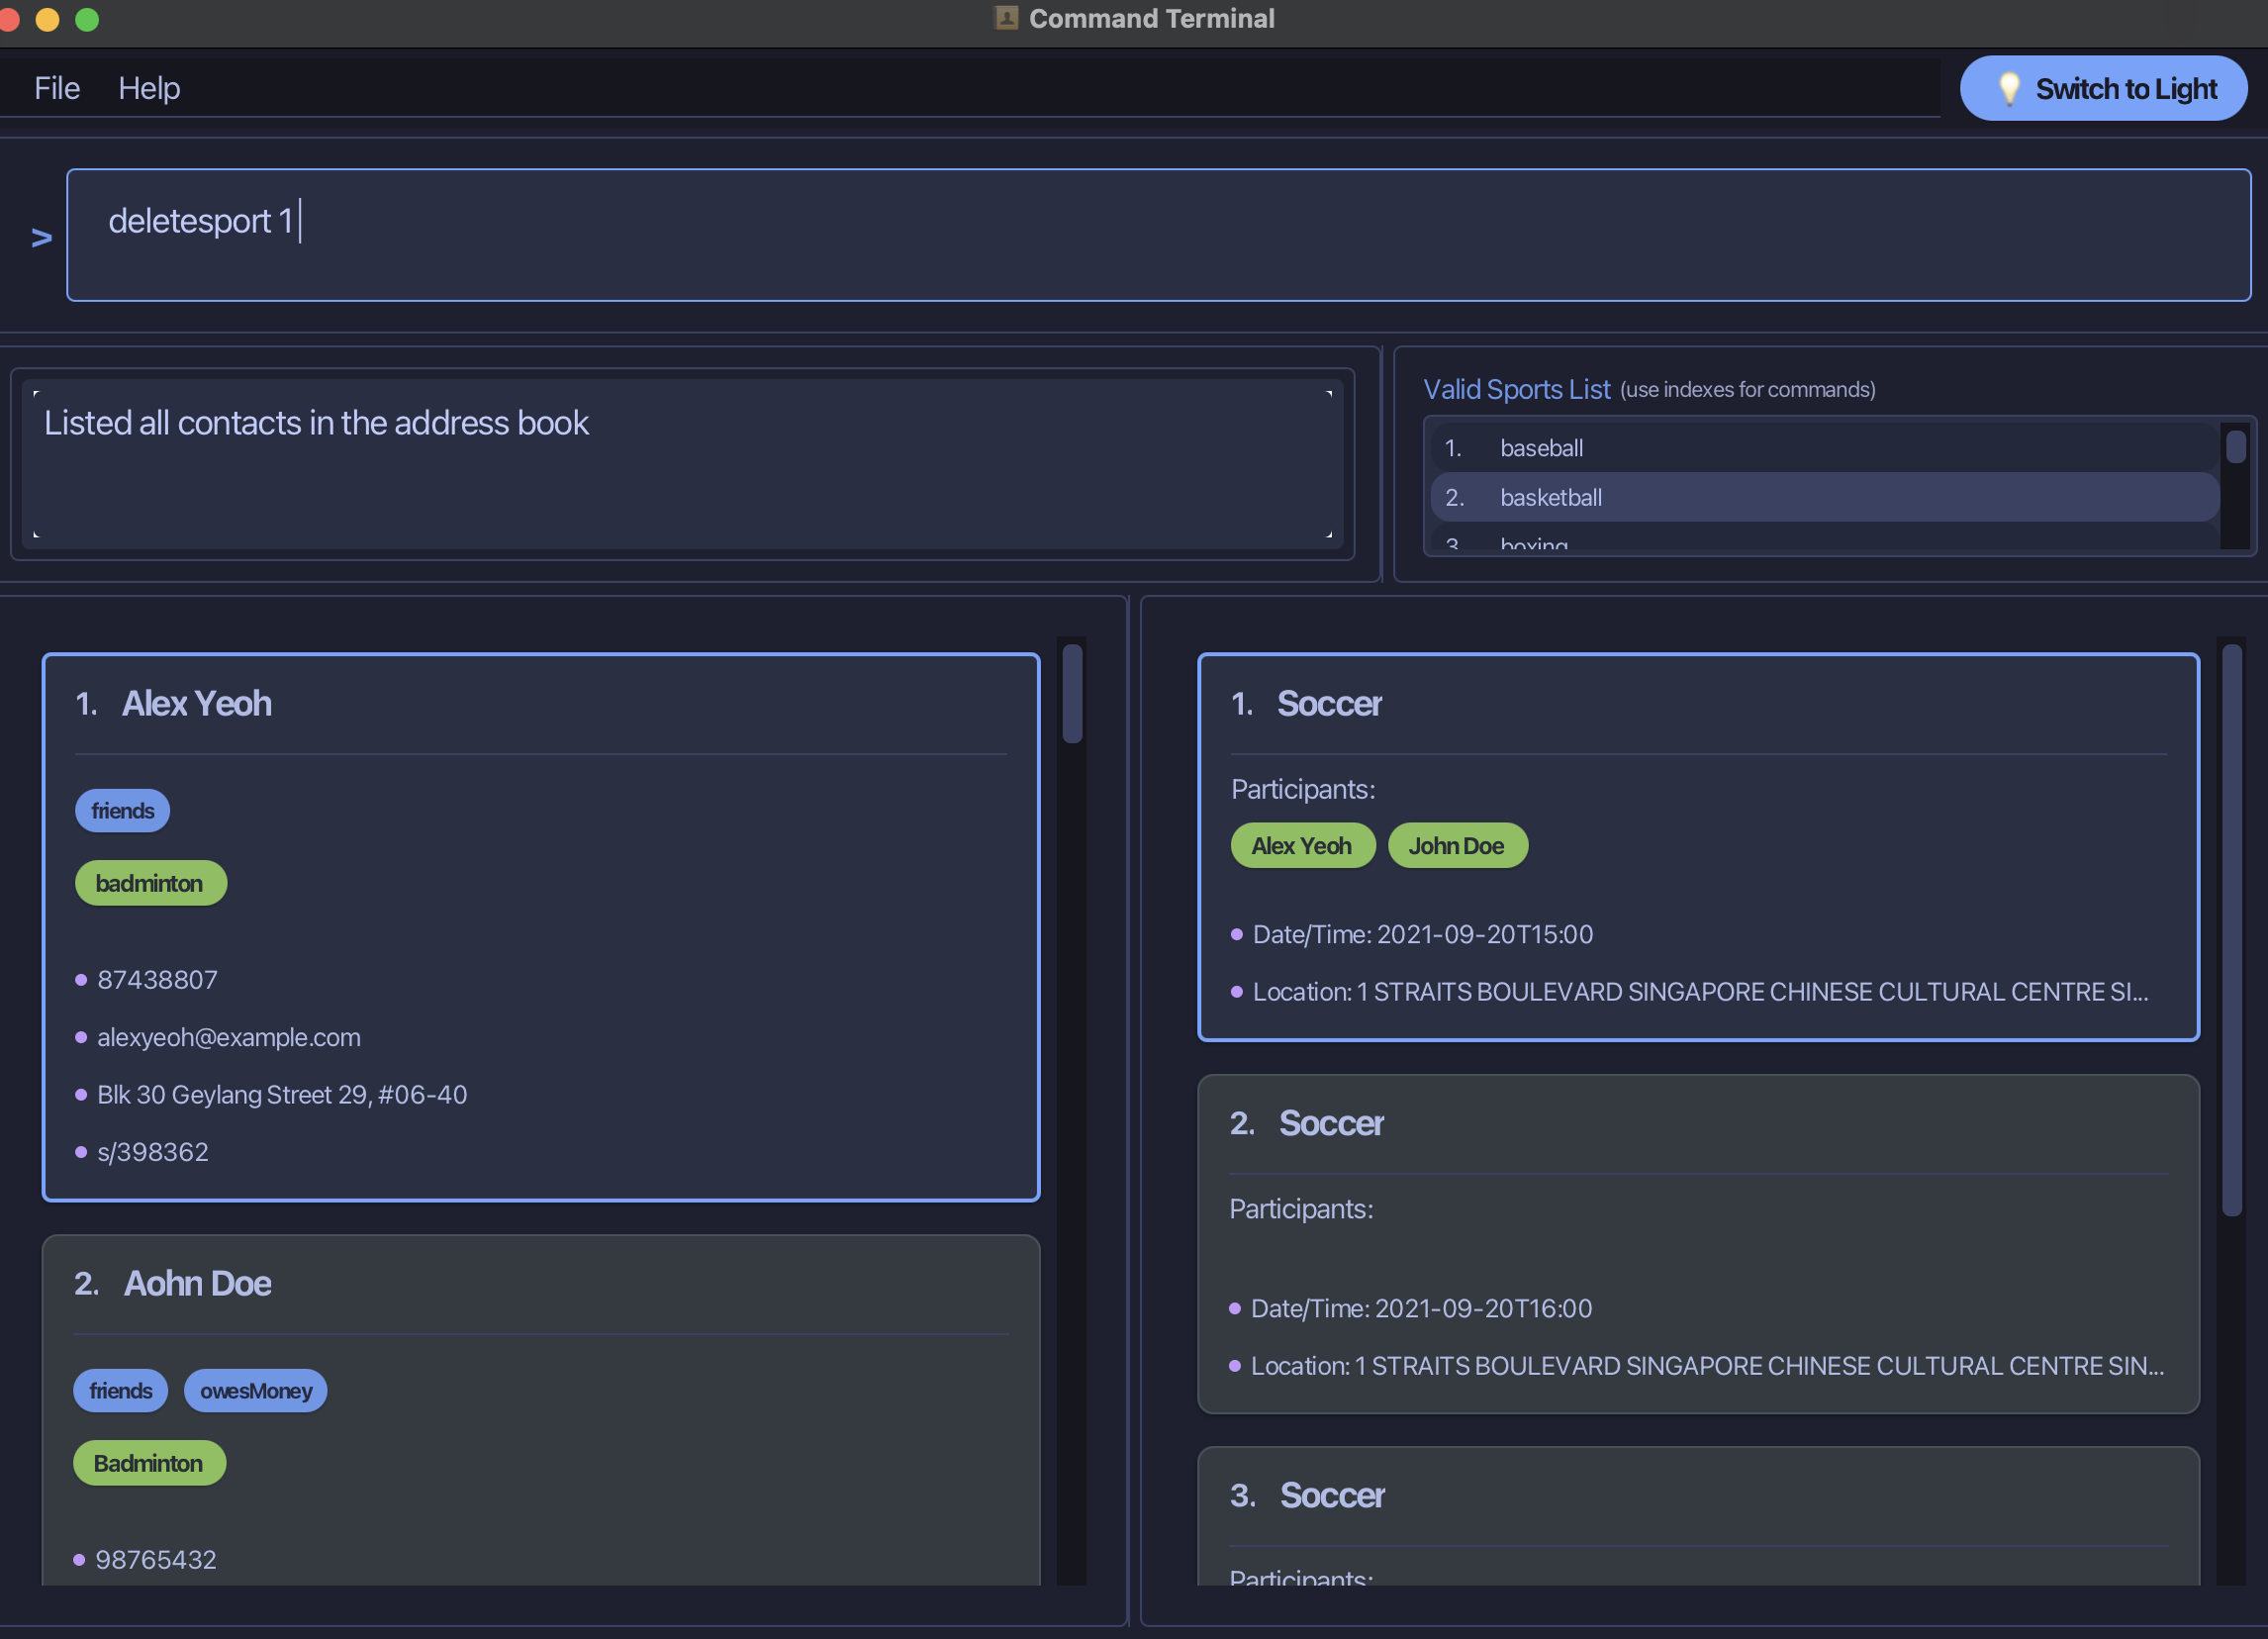 Command Terminal
File Help
Switch to Light
>
deletesport 1
Listed all contacts in the address book
Valid Sports List (use indexes for commands)
1. baseball
2. basketball
3. boxing
1. Alex Yeoh
friends
badminton
87438807
alexyeoh@example.com
Blk 30 Geylang Street 29, #06-40
s/398362
2. Aohn Doe
friends owesMoney
Badminton
98765432
1. Soccer
Participants:
Alex Yeoh John Doe
Date/Time: 2021-09-20T15:00
Location: 1 STRAITS BOULEVARD SINGAPORE CHINESE CULTURAL CENTRE SI...
2. Soccer
Participants:
Date/Time: 2021-09-20T16:00
Location: 1 STRAITS BOULEVARD SINGAPORE CHINESE CULTURAL CENTRE SIN...
3. Soccer
Participants: